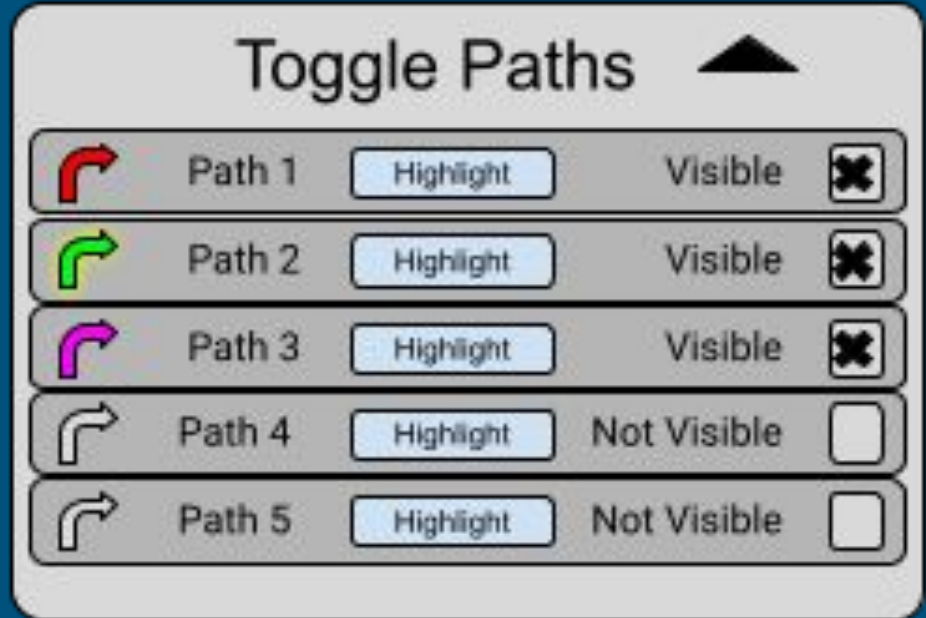 Toggle Paths
Path 1 Highlight Visible
Path 2 Highlight Visible
Path 3 Highlight Visible
Path 4 Highlight Not Visible
Path 5 Highlight Not Visible